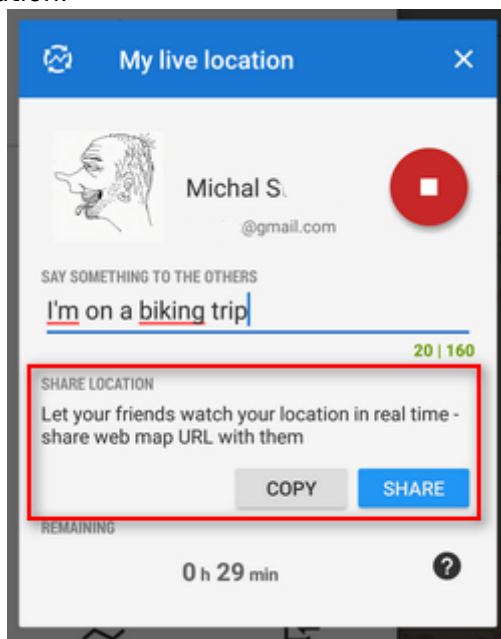 My live location
Michal S.
@gmail.com
SAY SOMETHING TO THE OTHERS
I'm on a biking trip
20 | 160
SHARE LOCATION
Let your friends watch your location in real time -
share web map URL with them
COPY SHARE
REMAINING
0 h 29 min
?